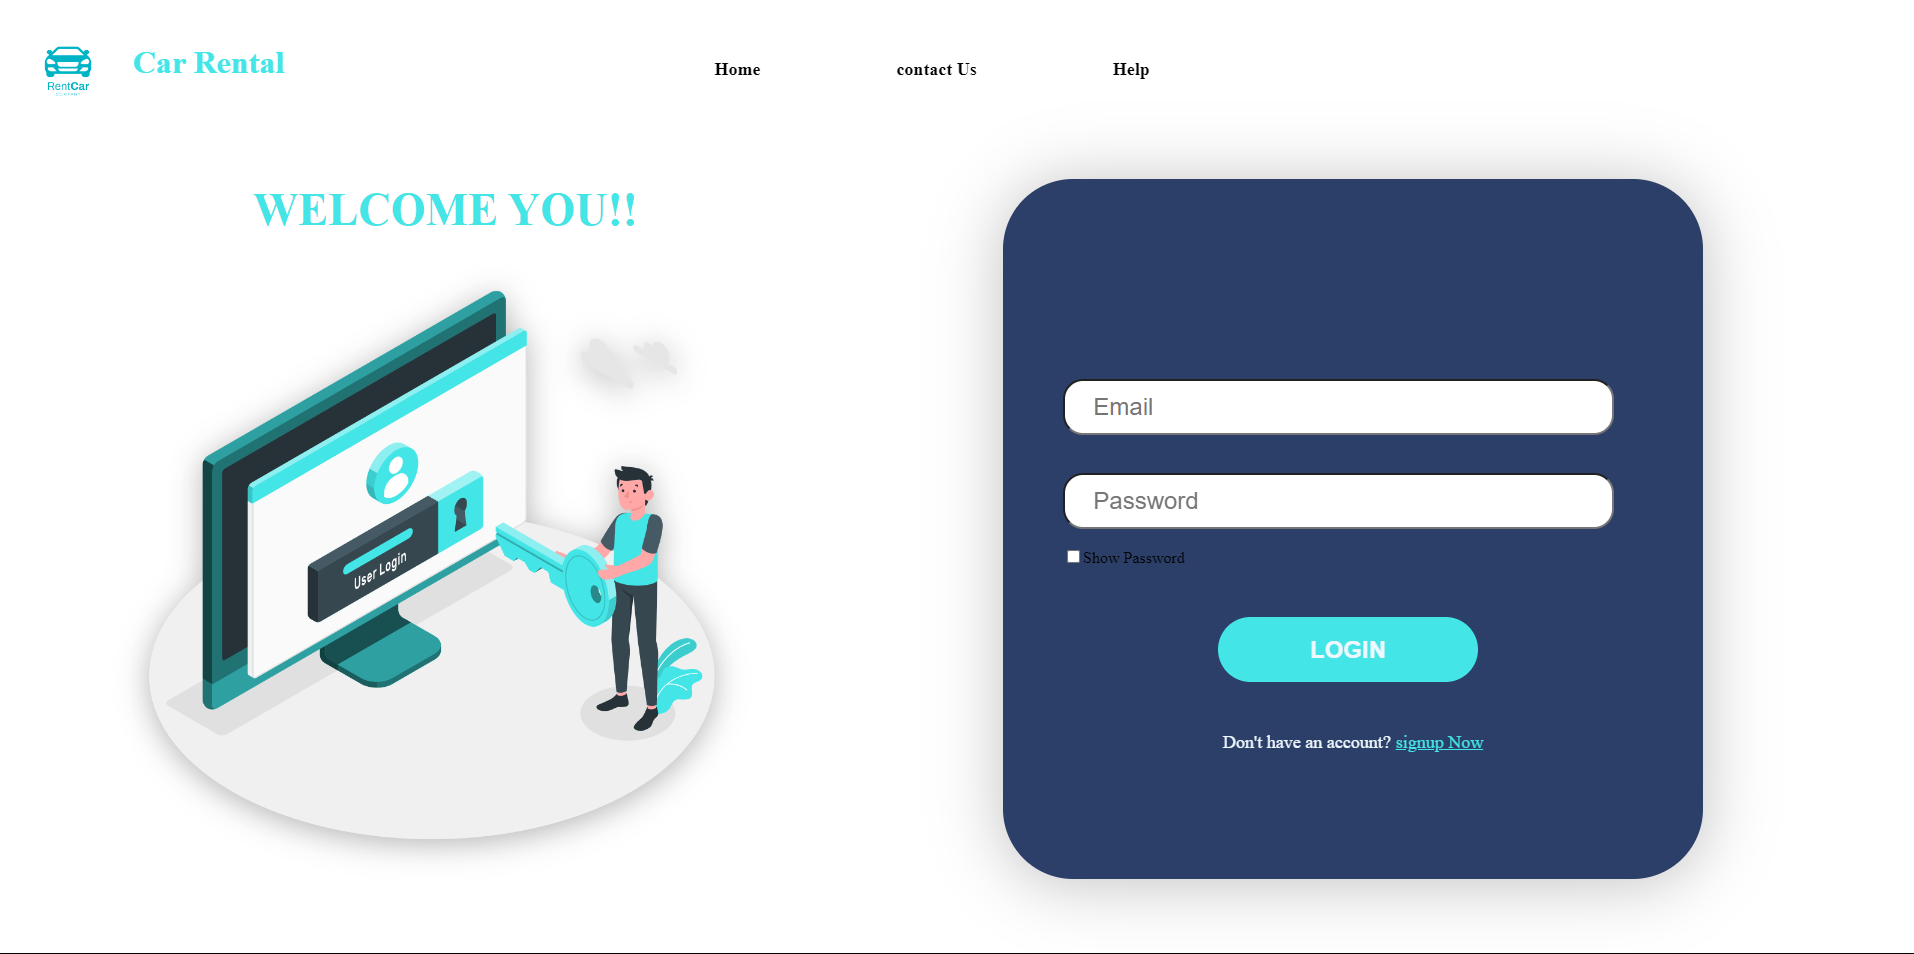 RentCar
Car Rental
Home
contact Us
Help
WELCOME YOU!!
User Login
Email
Password
Show Password
LOGIN
Don't have an account? signup Now